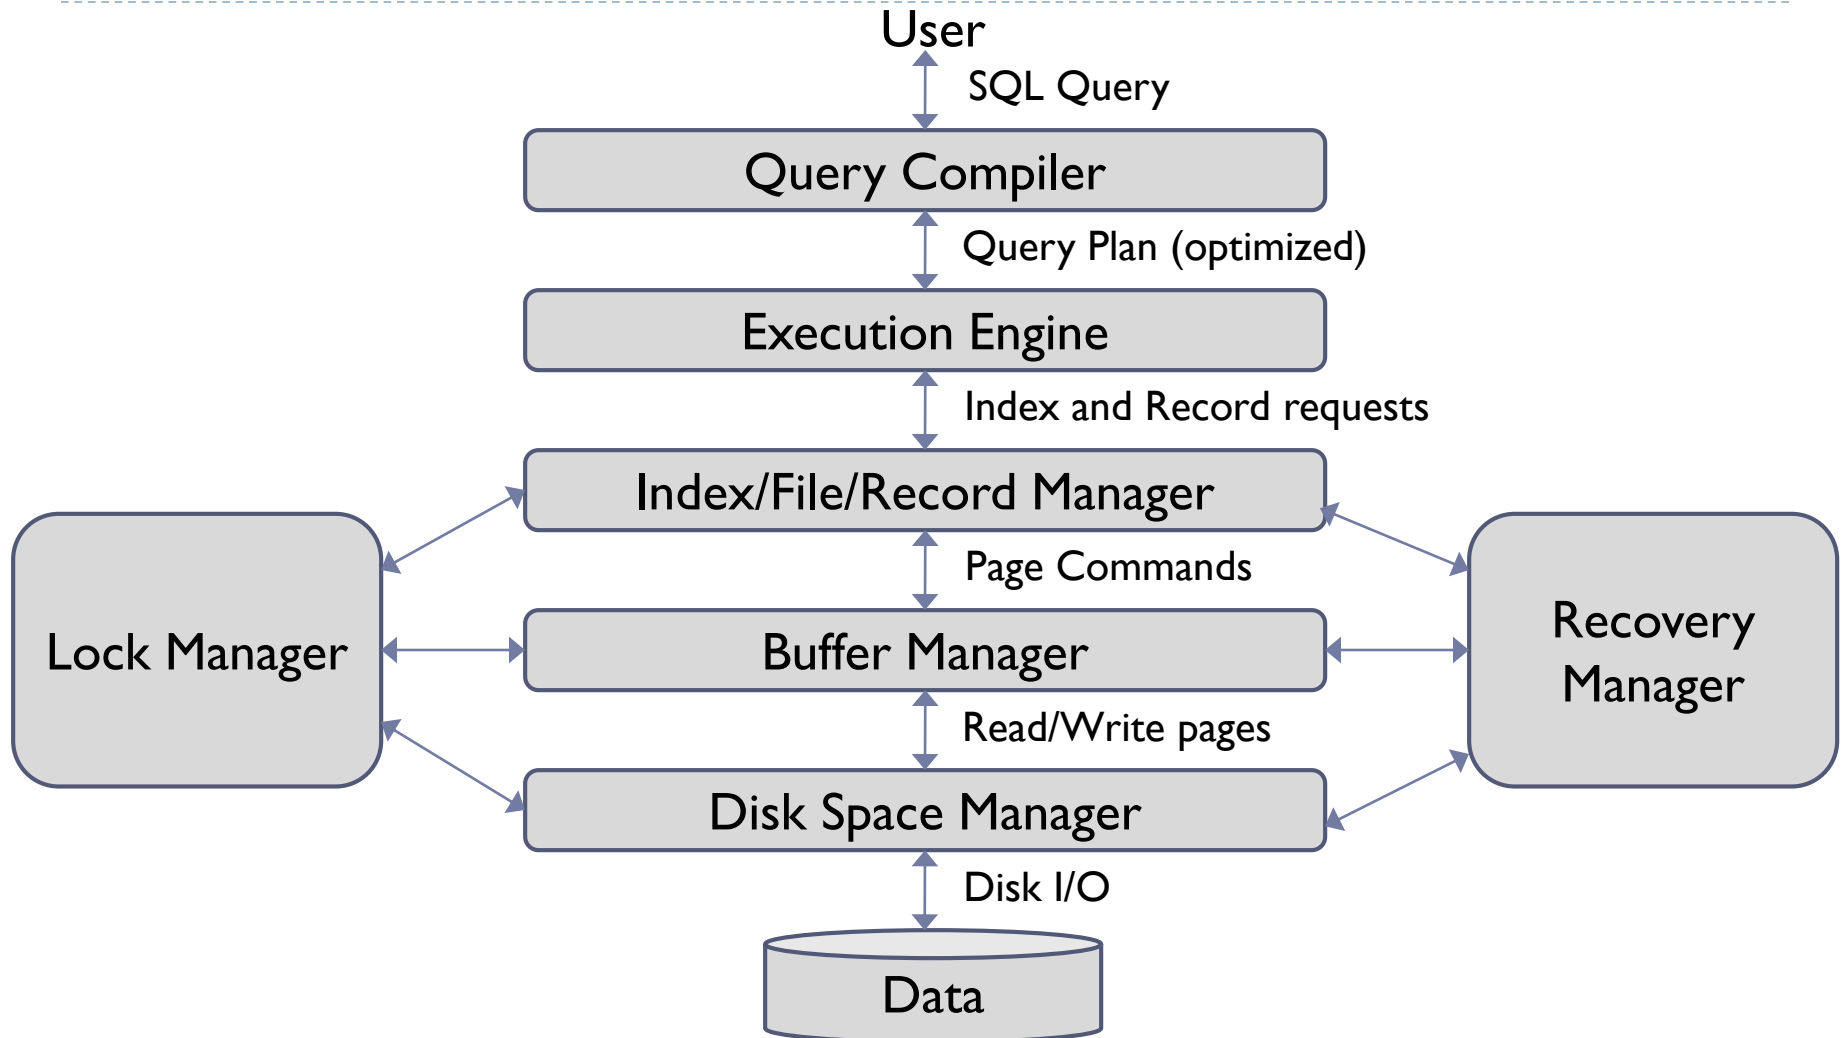 User
SQL Query
Query Compiler
Query Plan (optimized)
Execution Engine
Index and Record requests
Index/File/Record Manager
Page Commands
Lock Manager
Buffer Manager
Recovery
Manager
Read/Write pages
Disk Space Manager
Disk I/O
Data